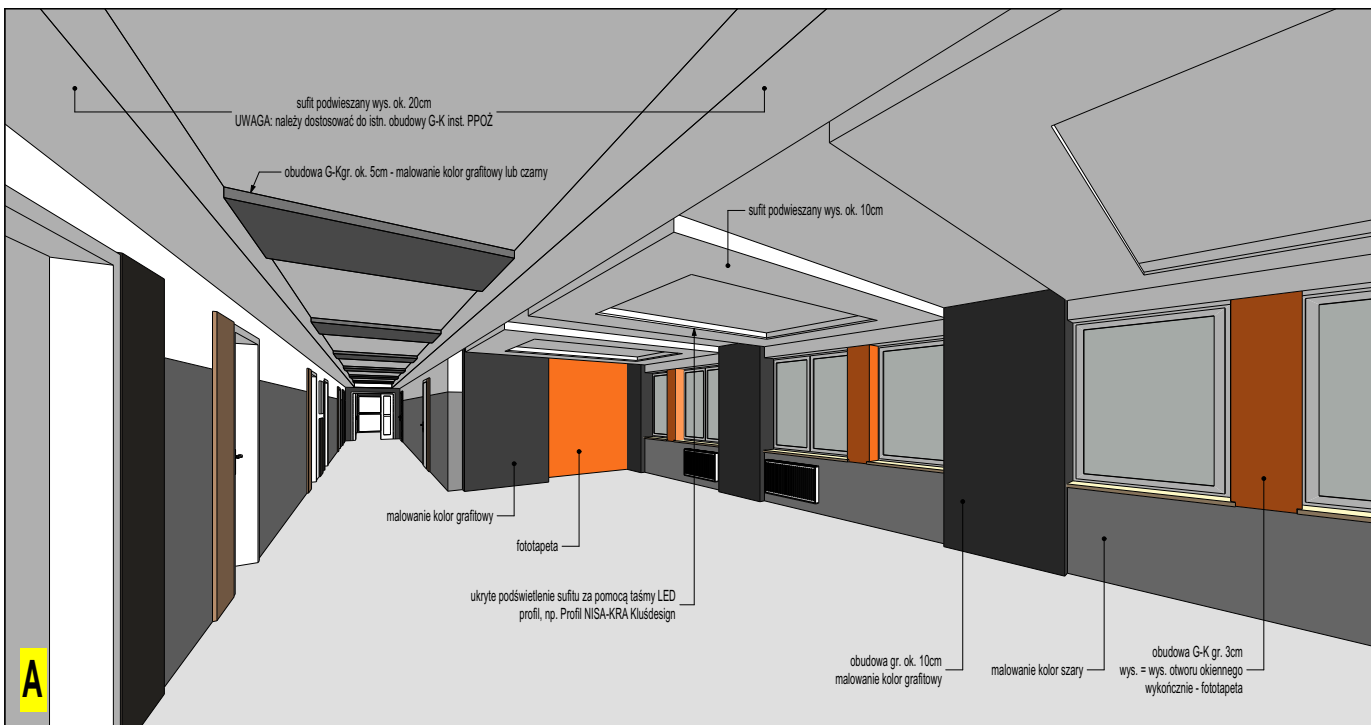 sufit podwieszany wys. ok. 20cm
UWAGA: należy dostosować do istn. obudowy G-K inst. PPOŻ
obudowa G-Kgr. ok. 5cm - malowanie kolor grafitowy lub czarny
sufit podwieszany wys. ok. 10cm
malowanie kolor grafitowy
fototapeta
ukryte podświetlenie sufitu za pomocą taśmy LED
profil, np. Profil NISA-KRA Kluśdesign
obudowa gr. ok. 10cm
malowanie kolor grafitowy
malowanie kolor szary
obudowa G-K gr. 3cm
wys. = wys. otworu okiennego
wykończnie - fototapeta
A